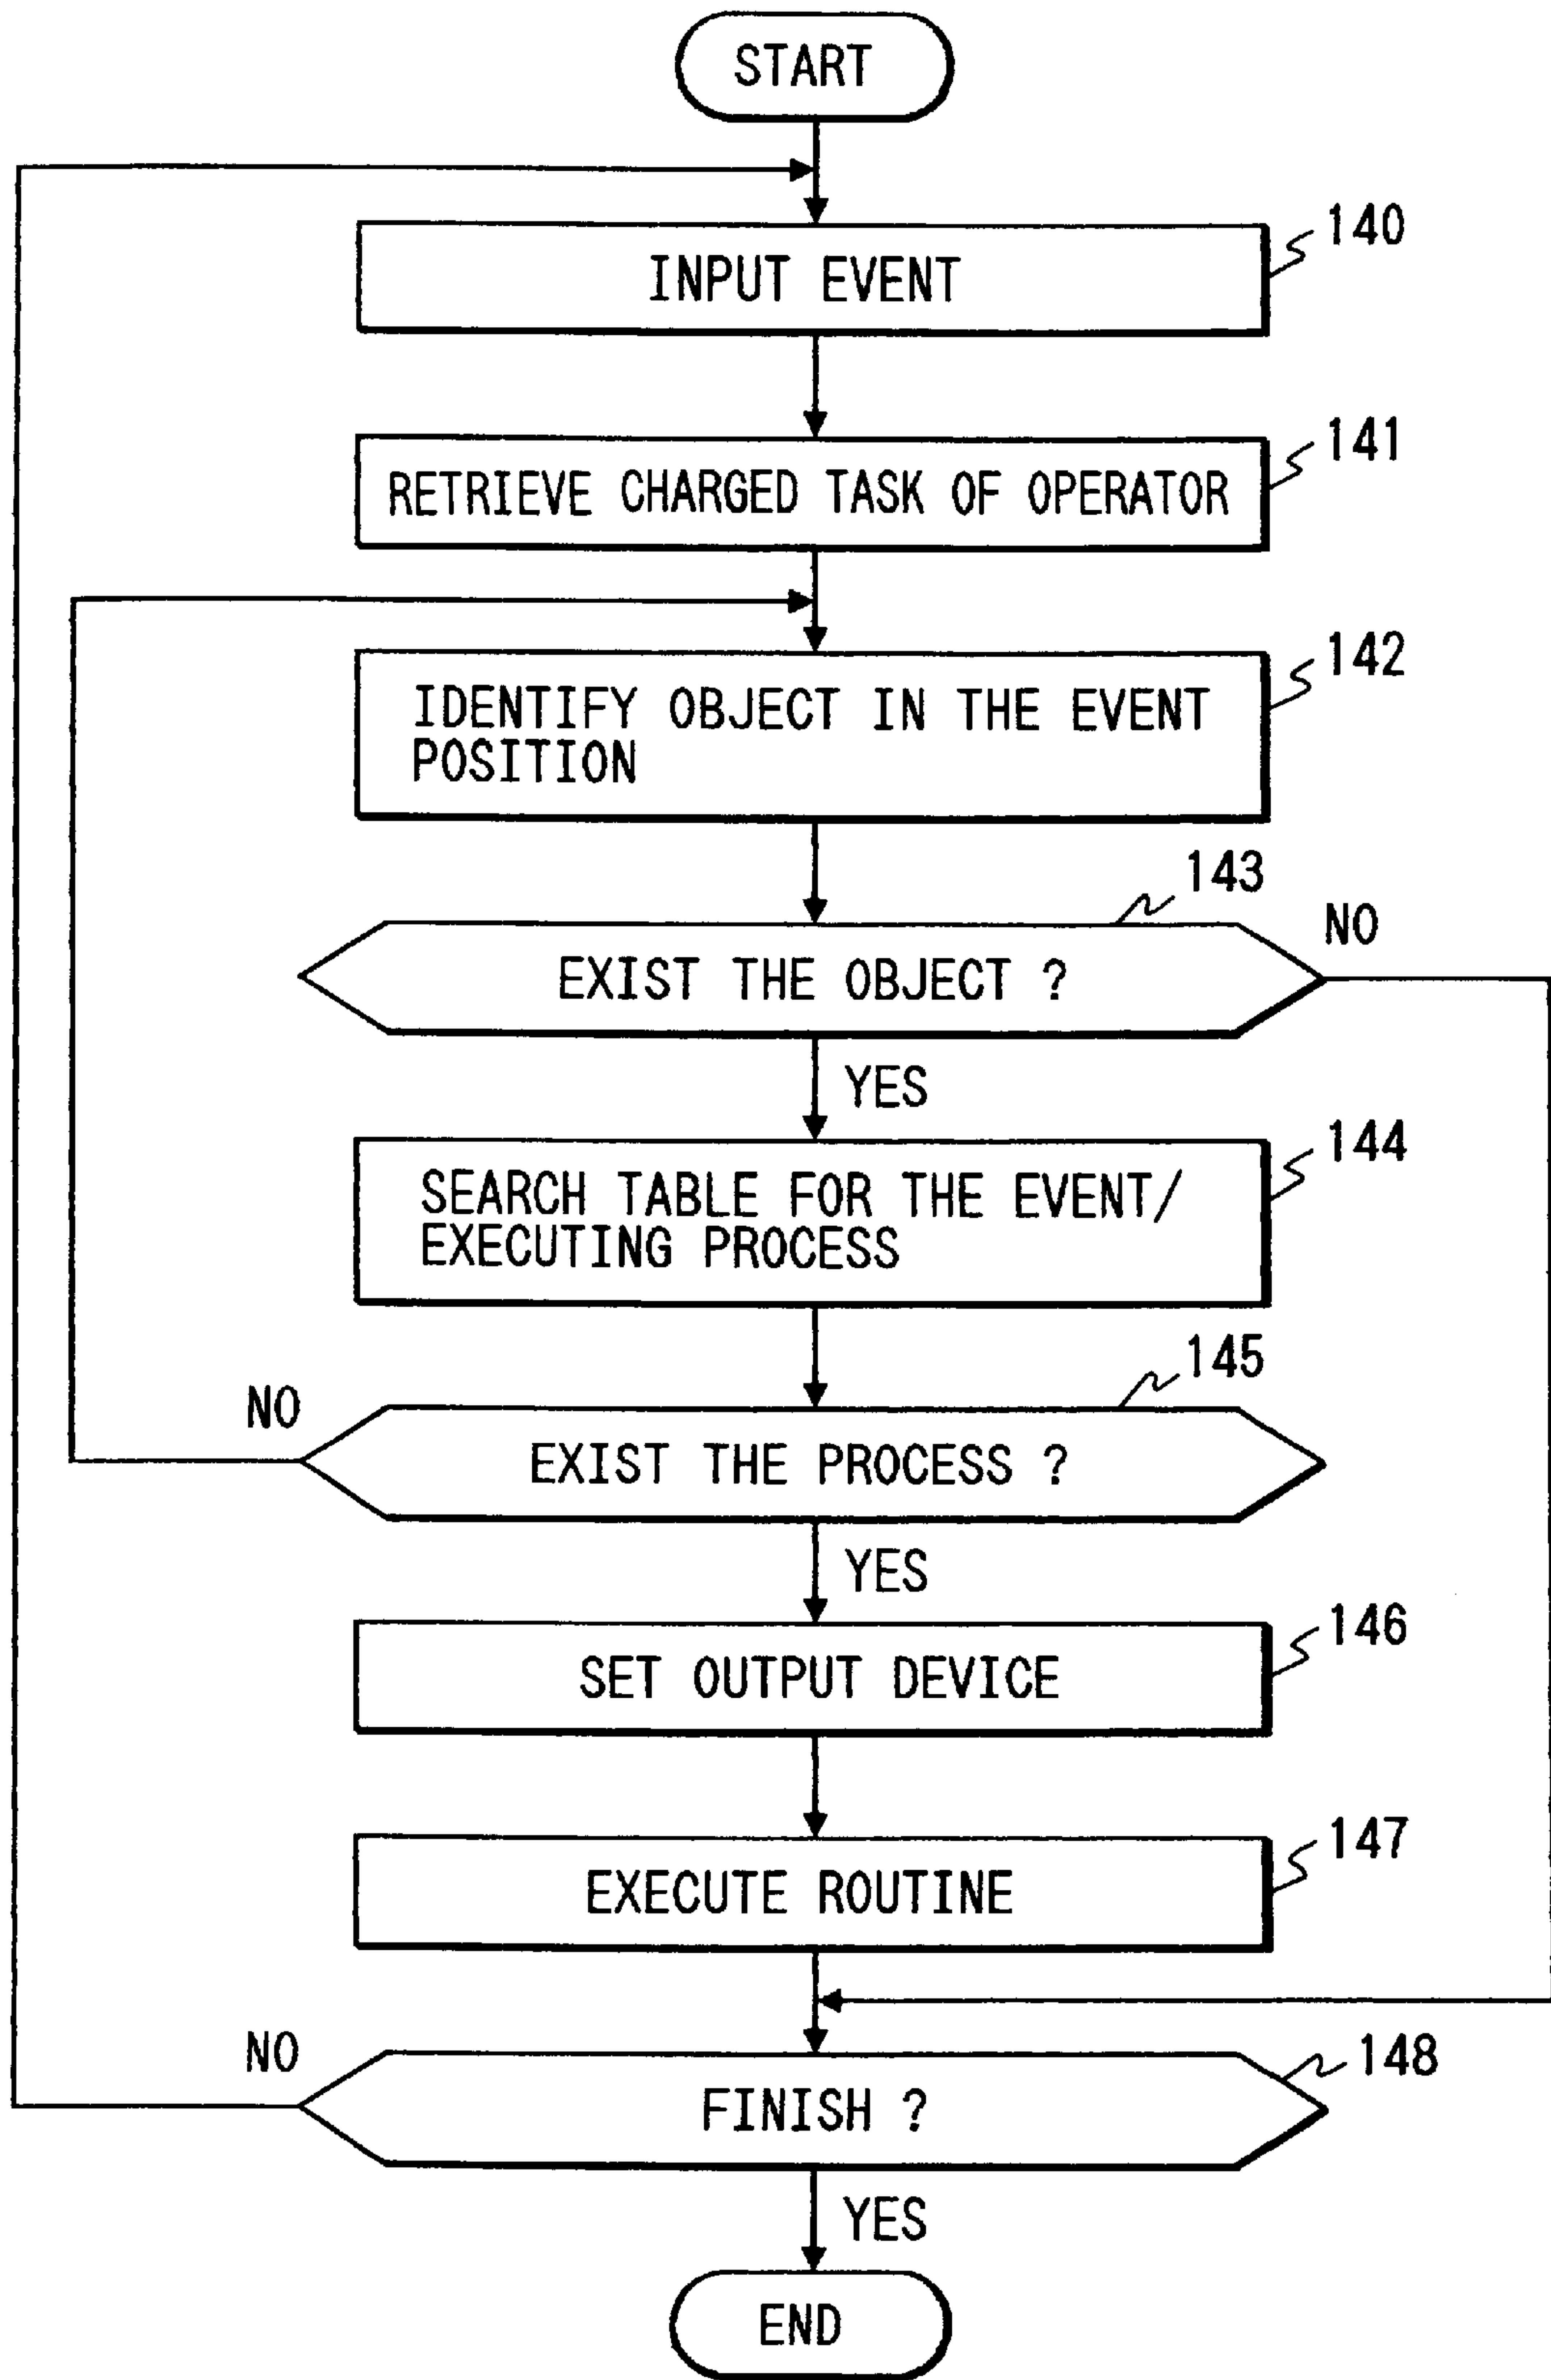 START
140
INPUT EVENT
141
RETRIEVE CHARGED TASK OF OPERATOR
142
IDENTIFY OBJECT IN THE EVENT
POSITION
143
NO
EXIST THE OBJECT ?
YES
144
SEARCH TABLE FOR THE EVENT/
EXECUTING PROCESS
145
NO
EXIST THE PROCESS ?
YES
146
SET OUTPUT DEVICE
147
EXECUTE ROUTINE
NO
148
FINISH ?
YES
END